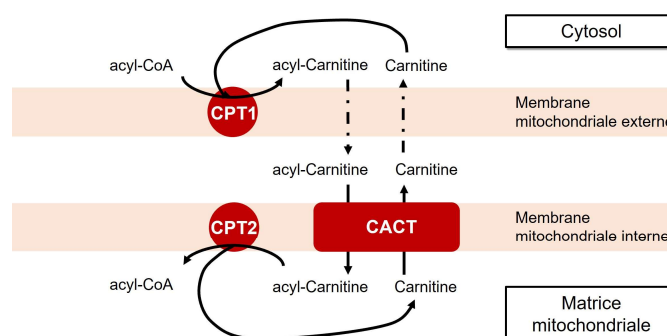 Cytosol
acyl-CoA
acyl-Carnitine
Carnitine
CPT1
Membrane
mitochondriale externe
acyl-Carnitine
Carnitine
CPT2
CACT
Membrane
mitochondriale interne
acyl-CoA
acyl-Carnitine
Carnitine
Matrice
mitochondriale